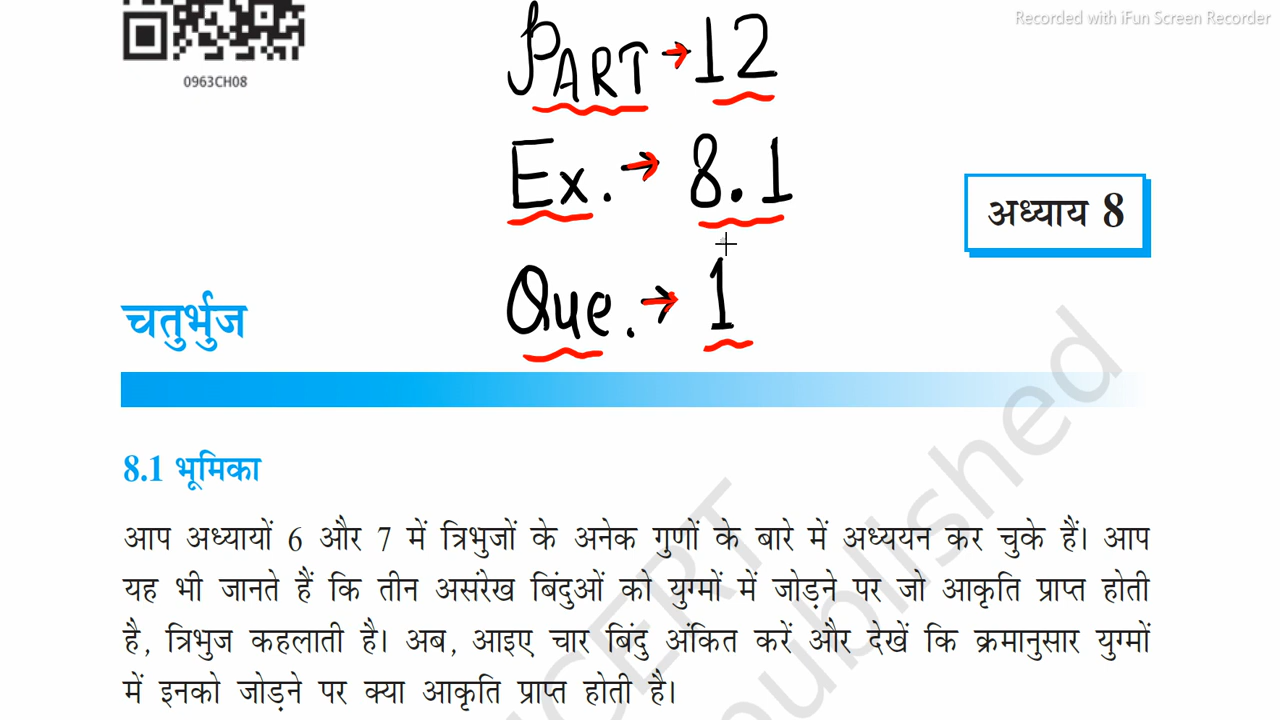 Recorded with iFun Screen Recorder
0963CH08
PART → 12
Ex. → 8.1
अध्याय 8
Que. → 1
चतुर्भुज
8.1 भूमिका
आप अध्यायों 6 और 7 में त्रिभुजों के अनेक गुणों के बारे में अध्ययन कर चुके हैं। आप
यह भी जानते हैं कि तीन असंरेख बिंदुओं को युग्मों में जोड़ने पर जो आकृति प्राप्त होती
है, त्रिभुज कहलाती है। अब, आइए चार बिंदु अंकित करें और देखें कि क्रमानुसार युग्मों
में इनको जोड़ने पर क्या आकृति प्राप्त होती है।
NCERT
published